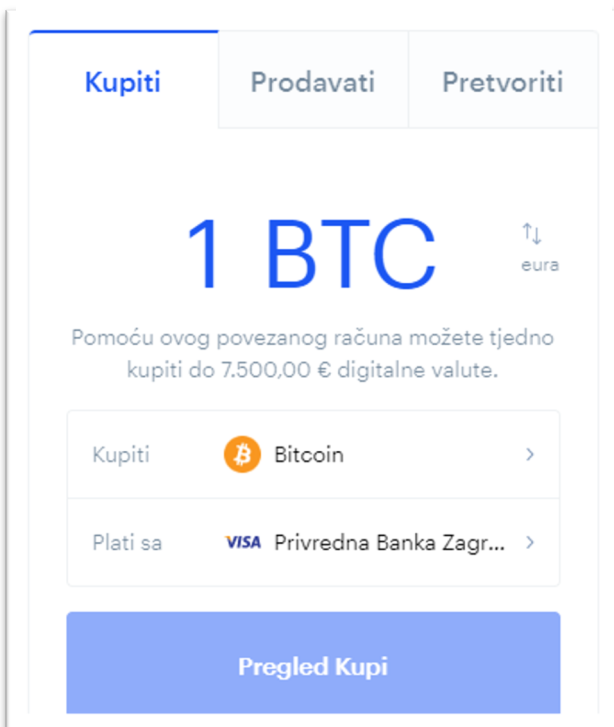 Kupiti Prodavati Pretvoriti
1 BTC
eura
Pomoću ovog povezanog računa možete tjedno
kupiti do 7.500,00 € digitalne valute.
Kupiti Bitcoin
Plati sa VISA Privredna Banka Zagr...
Pregled Kupi